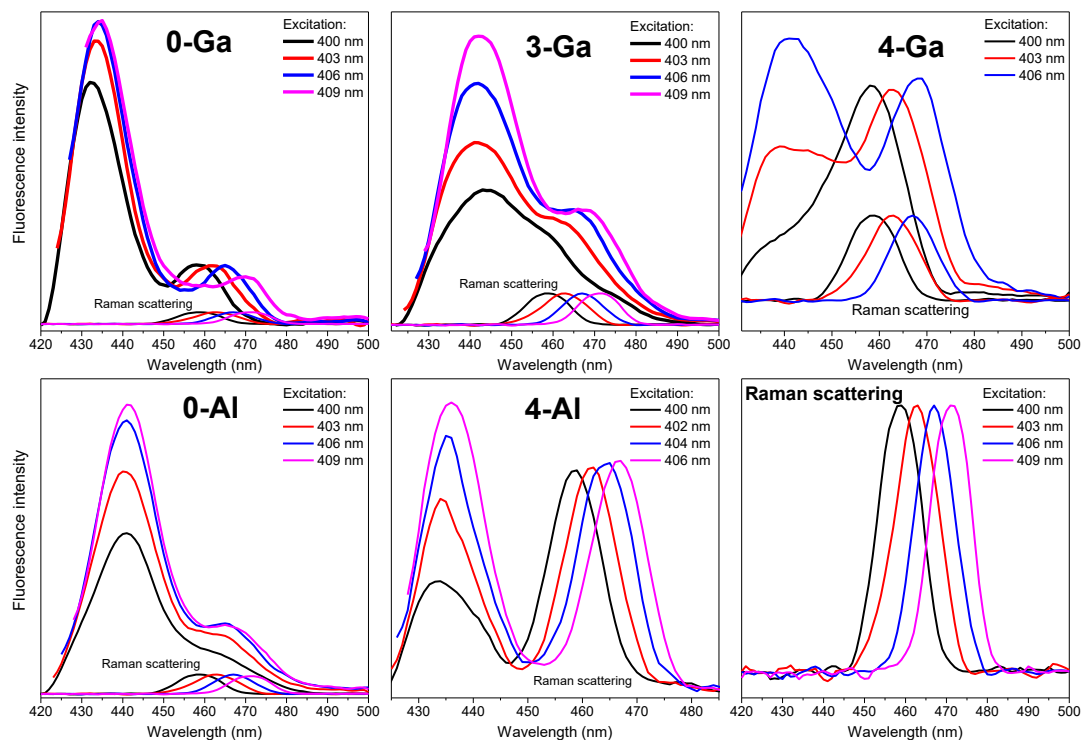 0-Ga
Excitation:
400 nm
403 nm
406 nm
409 nm
Raman scattering
Fluorescence intensity
420 430 440 450 460 470 480 490 500
Wavelength (nm)
3-Ga
Excitation:
400 nm
403 nm
406 nm
409 nm
Raman scattering
420 430 440 450 460 470 480 490 500
Wavelength (nm)
4-Ga
Excitation:
400 nm
403 nm
406 nm
Raman scattering
440 450 460 470 480 490 500
Wavelength (nm)
0-Al
Excitation:
400 nm
403 nm
406 nm
409 nm
Raman scattering
Fluorescence intensity
420 430 440 450 460 470 480 490 500
Wavelength (nm)
4-Al
Excitation:
400 nm
402 nm
404 nm
406 nm
Raman scattering
430 440 450 460 470 480
Wavelength (nm)
Raman scattering
Excitation:
400 nm
403 nm
406 nm
409 nm
420 430 440 450 460 470 480 490 500
Wavelength (nm)